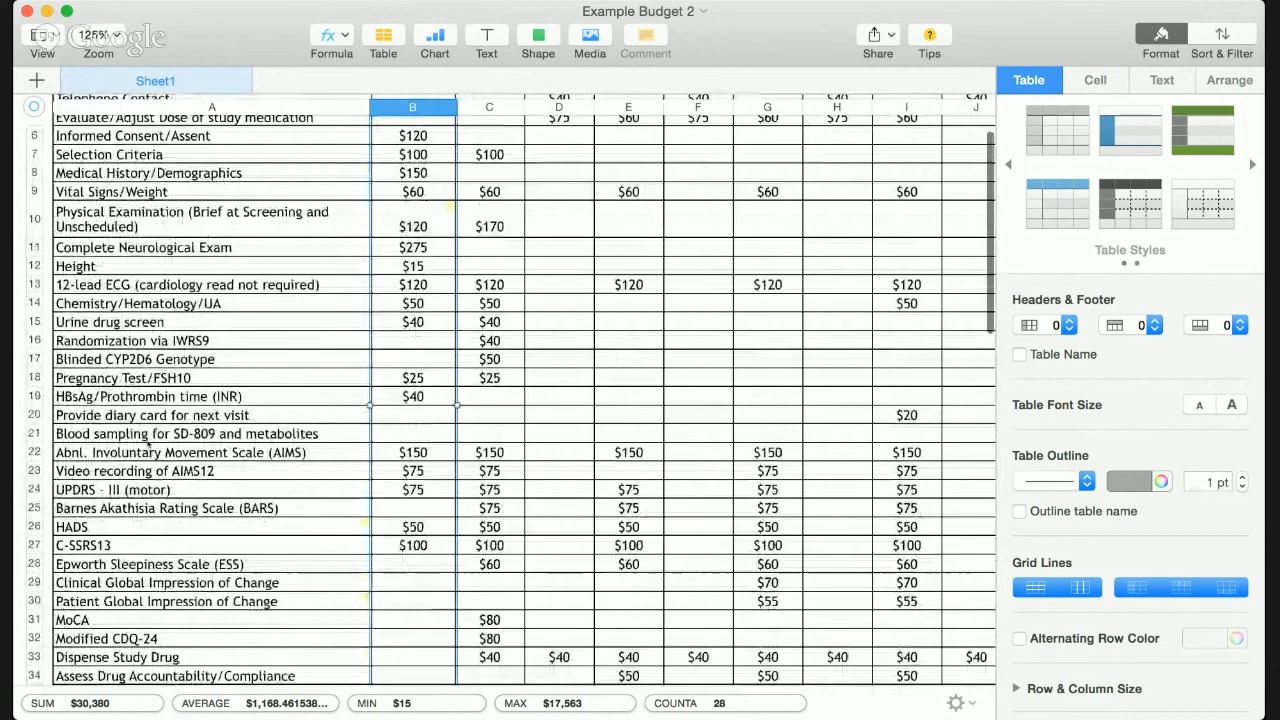 Example Budget 2
View
125%
Zoom
Google
Formula
Table
Chart
Text
Shape
Media
Comment
Share
Tips
Format
Sort & Filter
Sheet1
Table Cell Text Arrange
A B C D E F G H I J
Telephone Contact $40 $40 $40 $40
Evaluate/Adjust Dose of study medication $75 $60 $75 $60 $75 $60
6 Informed Consent/Assent $120
7 Selection Criteria $100 $100
8 Medical History/Demographics $150
9 Vital Signs/Weight $60 $60 $60 $60 $60
Physical Examination (Brief at Screening and
10 Unscheduled) $120 $170
11 Complete Neurological Exam $275
12 Height $15
13 12-lead ECG (cardiology read not required) $120 $120 $120 $120 $120
14 Chemistry/Hematology/UA $50 $50 $50
15 Urine drug screen $40 $40
16 Randomization via IWRS9 $40
17 Blinded CYP2D6 Genotype $50
18 Pregnancy Test/FSH10 $25 $25
19 HBsAg/Prothrombin time (INR) $40
20 Provide diary card for next visit $20
21 Blood sampling for SD-809 and metabolites
22 Abnl. Involuntary Movement Scale (AIMS) $150 $150 $150 $150 $150
23 Video recording of AIMS12 $75 $75 $75 $75
24 UPDRS - III (motor) $75 $75 $75 $75 $75
25 Barnes Akathisia Rating Scale (BARS) $75 $75 $75 $75
26 HADS $50 $50 $50 $50 $50
27 C-SSRS13 $100 $100 $100 $100 $100
28 Epworth Sleepiness Scale (ESS) $60 $60 $60 $60
29 Clinical Global Impression of Change $70 $70
30 Patient Global Impression of Change $55 $55
31 MoCA $80
32 Modified CDQ-24 $80
33 Dispense Study Drug $40 $40 $40 $40 $40 $40 $40 $40
34 Assess Drug Accountability/Compliance $50 $50 $50
Table Styles
Headers & Footer
0 0 0
Table Name
Table Font Size A A
Table Outline
1 pt
Outline table name
Grid Lines
Alternating Row Color
Row & Column Size
SUM $30,380 AVERAGE $1,168.461538... MIN $15 MAX $17,563 COUNTA 28